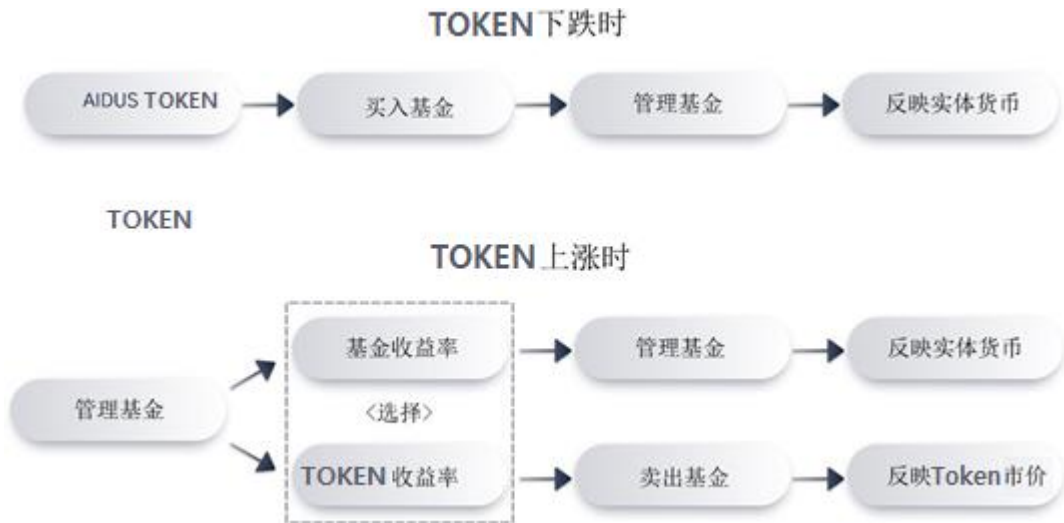 TOKEN下跌时
AIDUS TOKEN
买入基金
管理基金
反映实体货币
TOKEN
TOKEN上涨时
管理基金
基金收益率
管理基金
反映实体货币
<选择>
TOKEN 收益率
卖出基金
反映Token市价